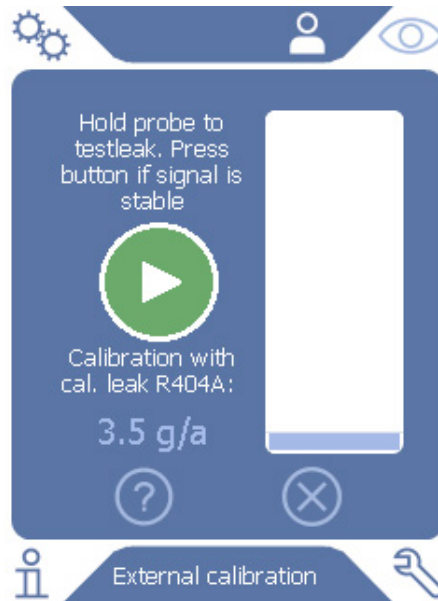 Hold probe to
testleak. Press
button if signal is
stable
Calibration with
cal. leak R404A:
3.5 g/a
?
External calibration